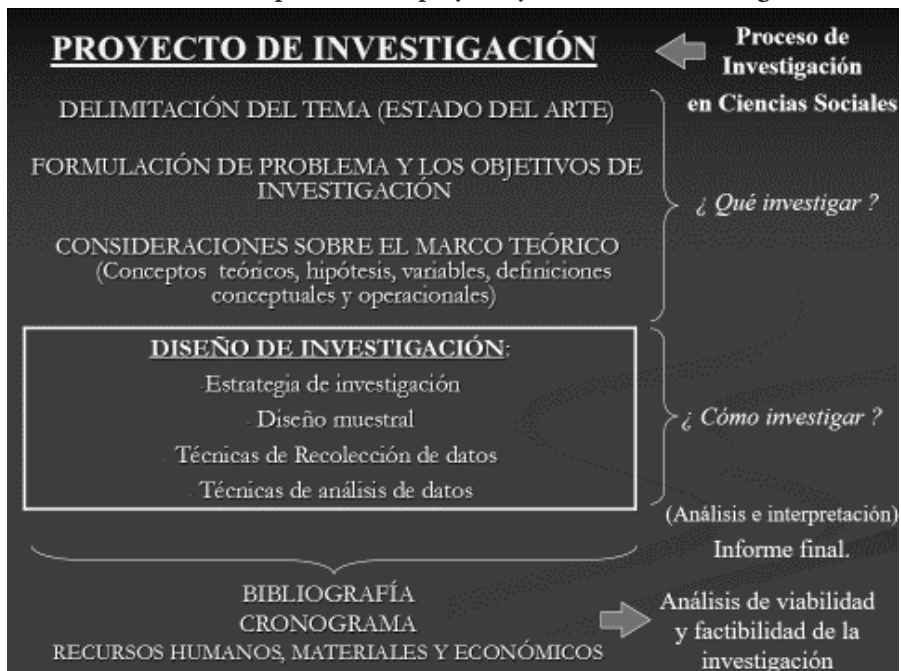 PROYECTO DE INVESTIGACIÓN
Proceso de
Investigación
en Ciencias Sociales
DELIMITACIÓN DEL TEMA (ESTADO DEL ARTE)
FORMULACIÓN DE PROBLEMA Y LOS OBJETIVOS DE
INVESTIGACIÓN
¿ Qué investigar ?
CONSIDERACIONES SOBRE EL MARCO TEÓRICO
(Conceptos teóricos, hipótesis, variables, definiciones
conceptuales y operacionales)
DISEÑO DE INVESTIGACIÓN:
-Estrategia de investigación
- Diseño muestral
- Técnicas de Recolección de datos
- Técnicas de análisis de datos
¿ Cómo investigar ?
(Análisis e interpretación)
Informe final.
BIBLIOGRAFÍA
CRONOGRAMA
RECURSOS HUMANOS, MATERIALES Y ECONÓMICOS
Análisis de viabilidad
y factibilidad de la
investigación